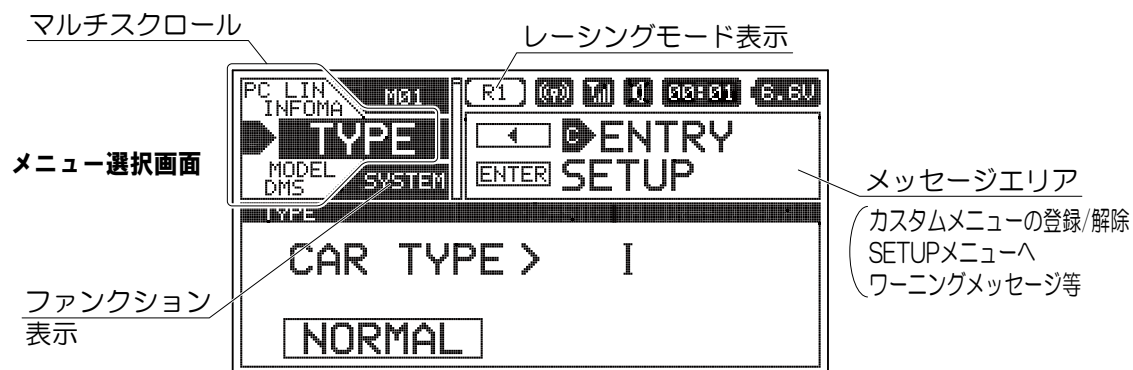 マルチスクロール
レーシングモード表示
PC LIN
INFOMA
M01
R1
00:01
6.6V
TYPE
C ENTRY
メニュー選択画面
MODEL
DMS
SYSTEM
ENTER SETUP
メッセージエリア
TYPE
カスタムメニューの登録/解除
SETUPメニューへ
ワーニングメッセージ等
CAR TYPE > I
ファンクション
表示
NORMAL